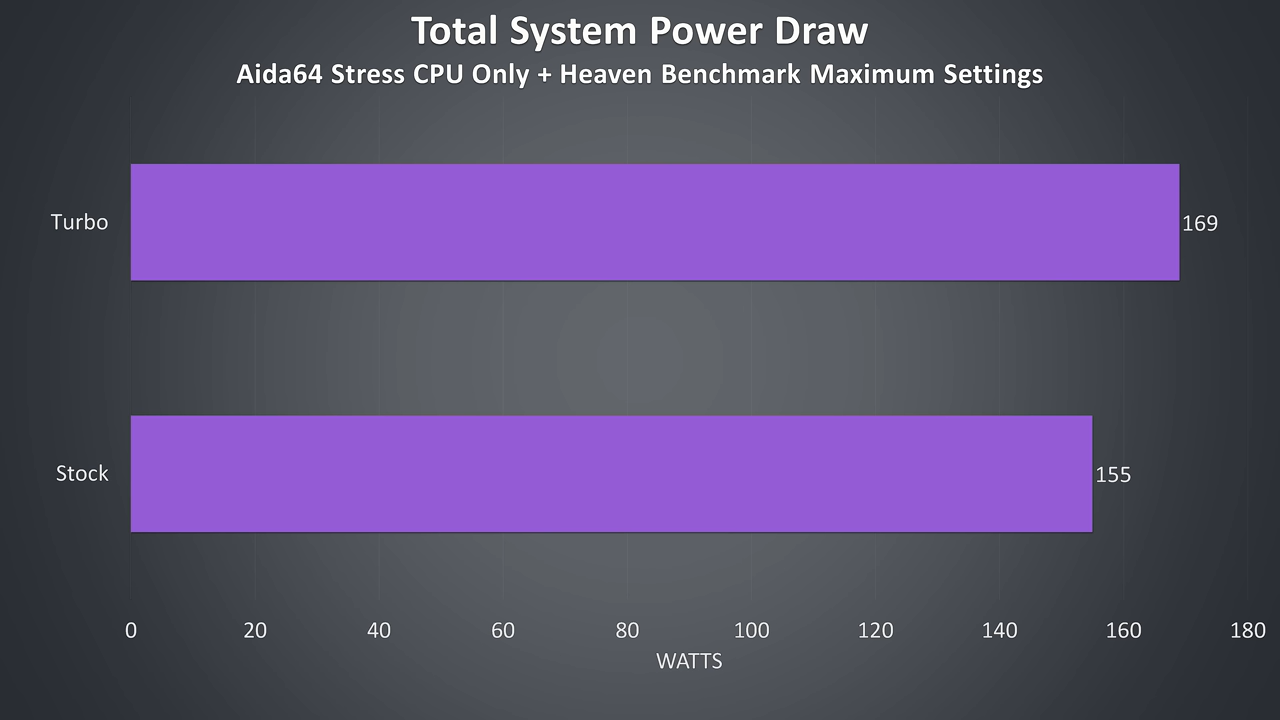 Total System Power Draw
Aida64 Stress CPU Only + Heaven Benchmark Maximum Settings
Turbo
169
Stock
155
0 20 40 60 80 100 120 140 160 180
WATTS